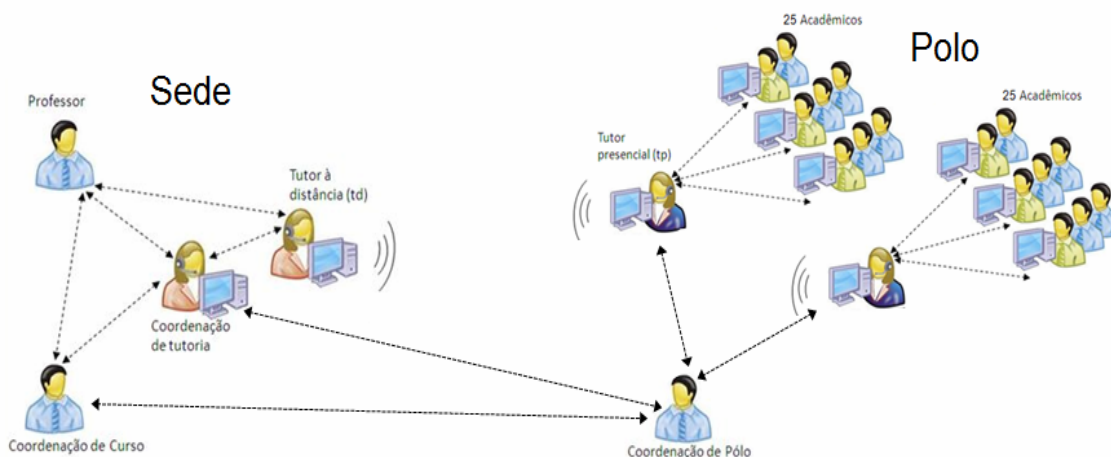 Sede
Professor
Tutor à
distância (td)
Coordenação
de tutoria
Coordenação de Curso
25 Acadêmicos
Polo
25 Acadêmicos
Tutor
presencial (tp)
Coordenação de Pólo